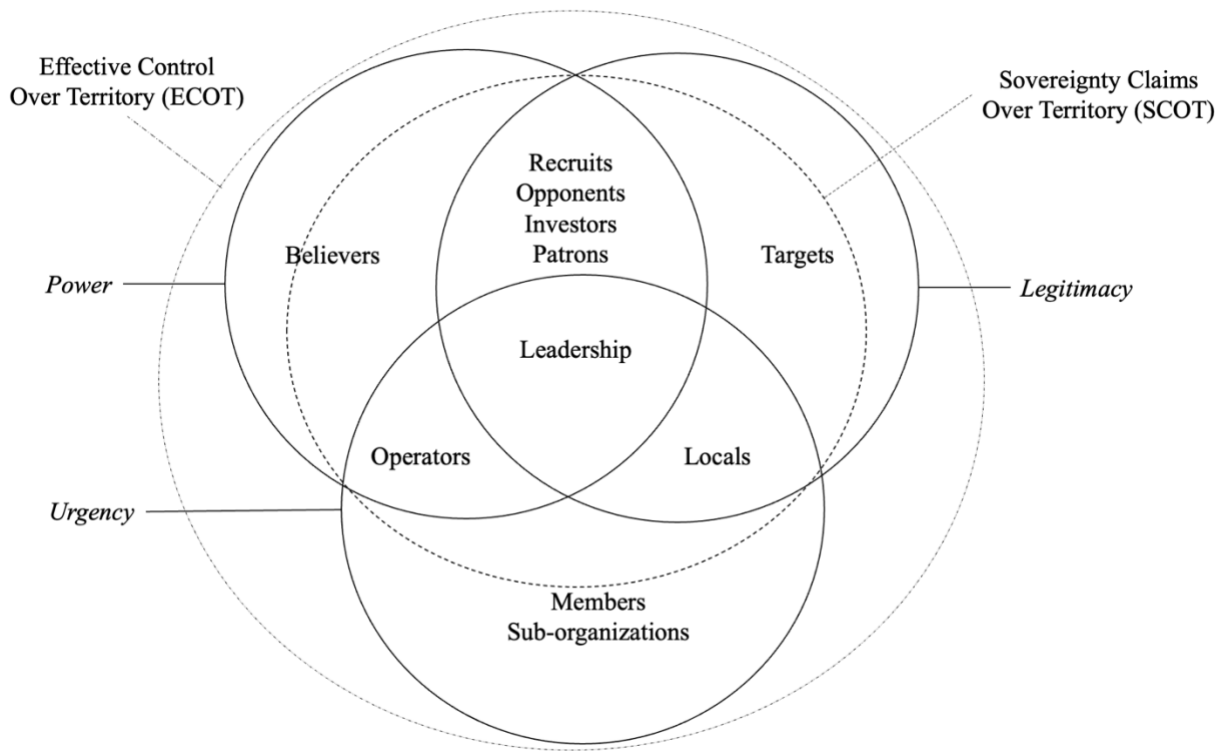 Effective Control
Over Territory (ECOT)
Sovereignty Claims
Over Territory (SCOT)
Recruits
Opponents
Investors
Patrons
Believers
Targets
Power
Legitimacy
Leadership
Operators
Locals
Urgency
Members
Sub-organizations